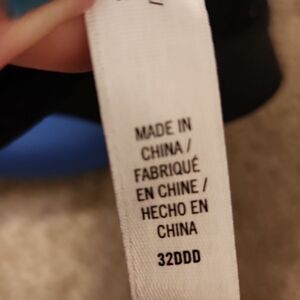 MADE IN
CHINA /
FABRIQUÉ
EN CHINE /
HECHO EN
CHINA
32DDD